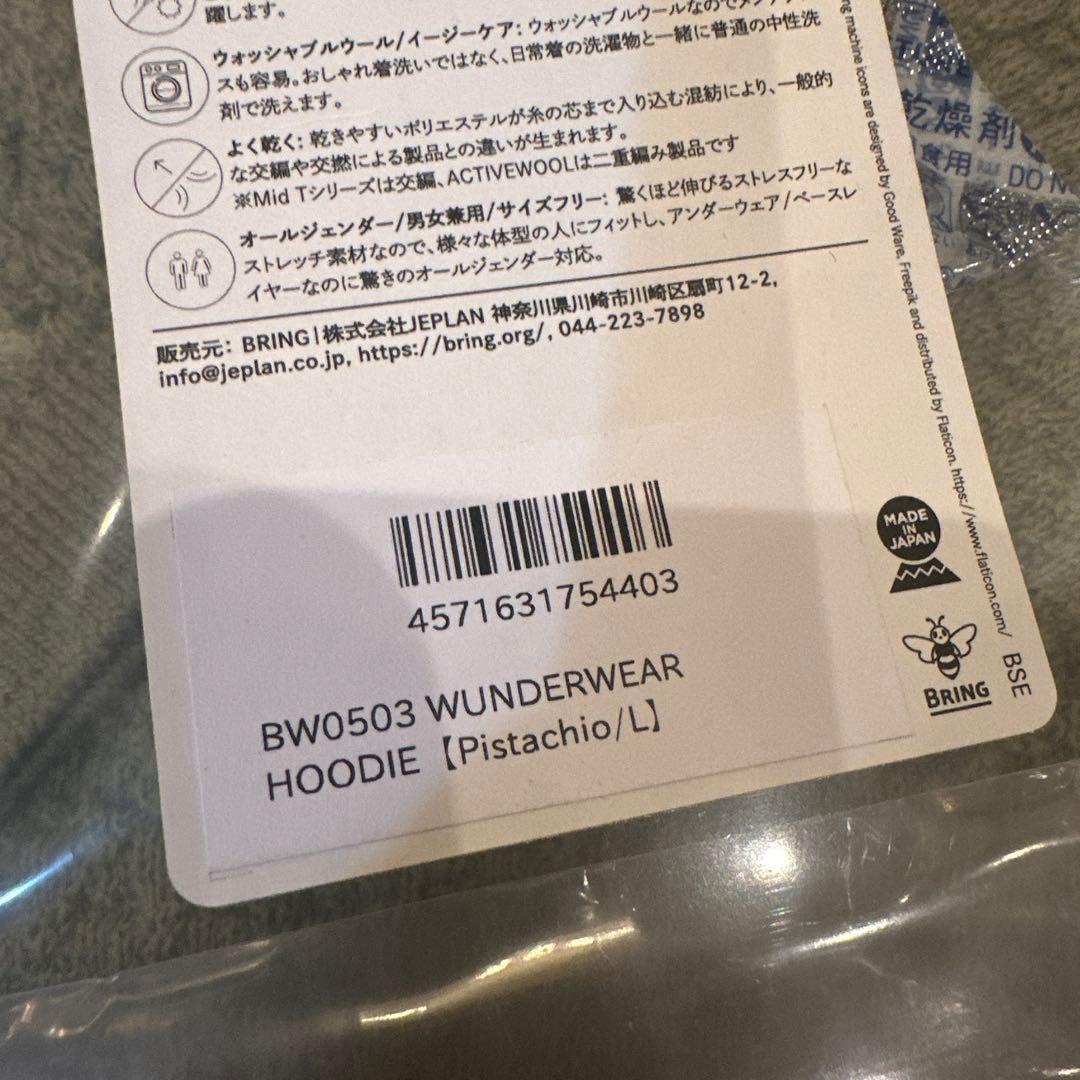 躍します。
ウォッシャブルウール/イージーケア: ウォッシャブルウールなので
スも容易。おしゃれ着洗いではなく、日常着の洗濯物と一緒に普通の中性洗
剤で洗えます。
よく乾く: 乾きやすいポリエステルが糸の芯まで入り込む混紡により、一般的
な交編や交撚による製品との違いが生まれます。
※Mid Tシリーズは交編、ACTIVEWOOLは二重編み製品です
オールジェンダー/男女兼用/サイズフリー: 驚くほど伸びるストレスフリーな
ストレッチ素材なので、様々な体型の人にフィットし、アンダーウェア/ベースレ
イヤーなのに驚きのオールジェンダー対応。
販売元: BRING|株式会社JEPLAN 神奈川県川崎市川崎区扇町12-2,
info@jeplan.co.jp, https://bring.org/, 044-223-7898
machine icons are designed by Good Ware, Freepik and distributed by Flaticon. https://www.flaticon.com/
BSE
4571631754403
BW0503 WUNDERWEAR
HOODIE【Pistachio/L】
MADE
IN
JAPAN
BRING
乾燥剤
食用
DO N